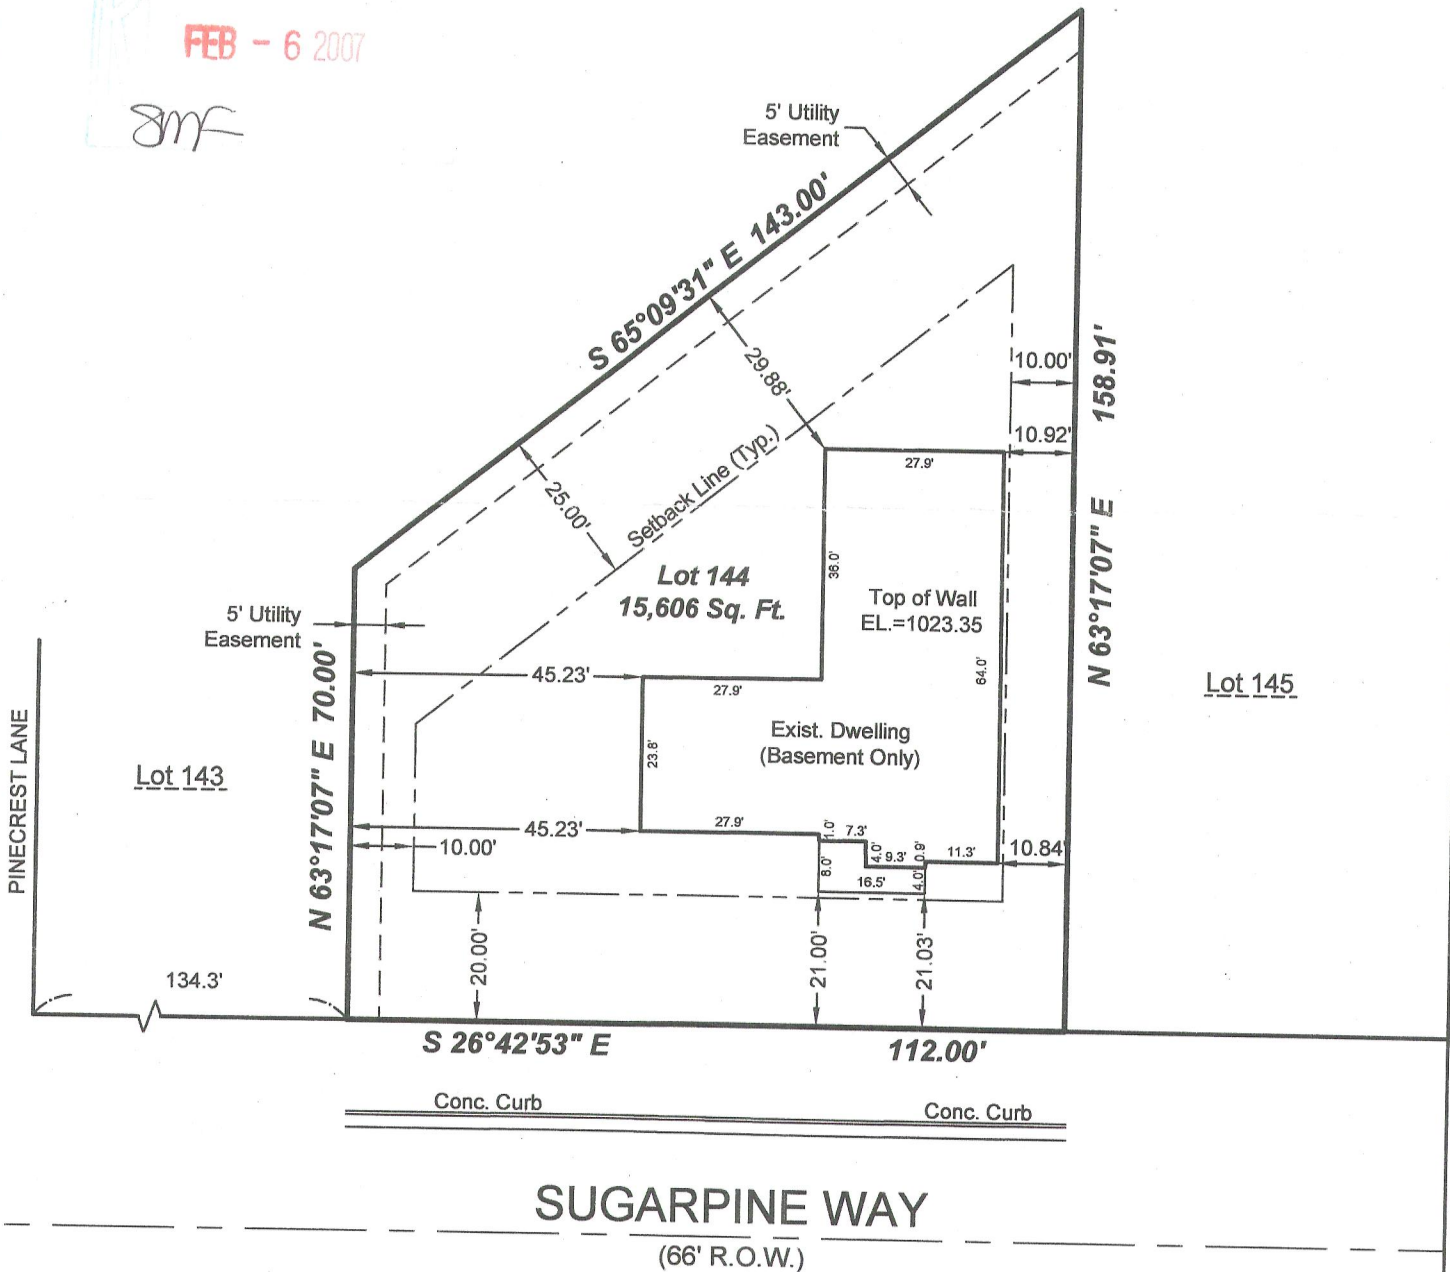 FEB - 6 2007
SMF
5' Utility
Easement
S 65°09'31" E 143.00'
29.88'
10.00'
158.91'
10.92'
27.9'
Setback Line (Typ.)
25.00'
N 63°17'07" E
Lot 144
15,606 Sq. Ft.
36.0'
Top of Wall
EL.=1023.35
5' Utility
Easement
64.0'
45.23'
27.9'
Lot 145
N 63°17'07" E 70.00'
PINECREST LANE
Lot 143
23.8'
Exist. Dwelling
(Basement Only)
45.23'
27.9'
1.0'
7.3'
10.00'
8.0'
4.0'
9.3'
0.9'
11.3'
10.84'
16.5'
4.0'
20.00'
21.00'
21.03'
134.3'
S 26°42'53" E
112.00'
Conc. Curb
Conc. Curb
SUGARPINE WAY
(66' R.O.W.)